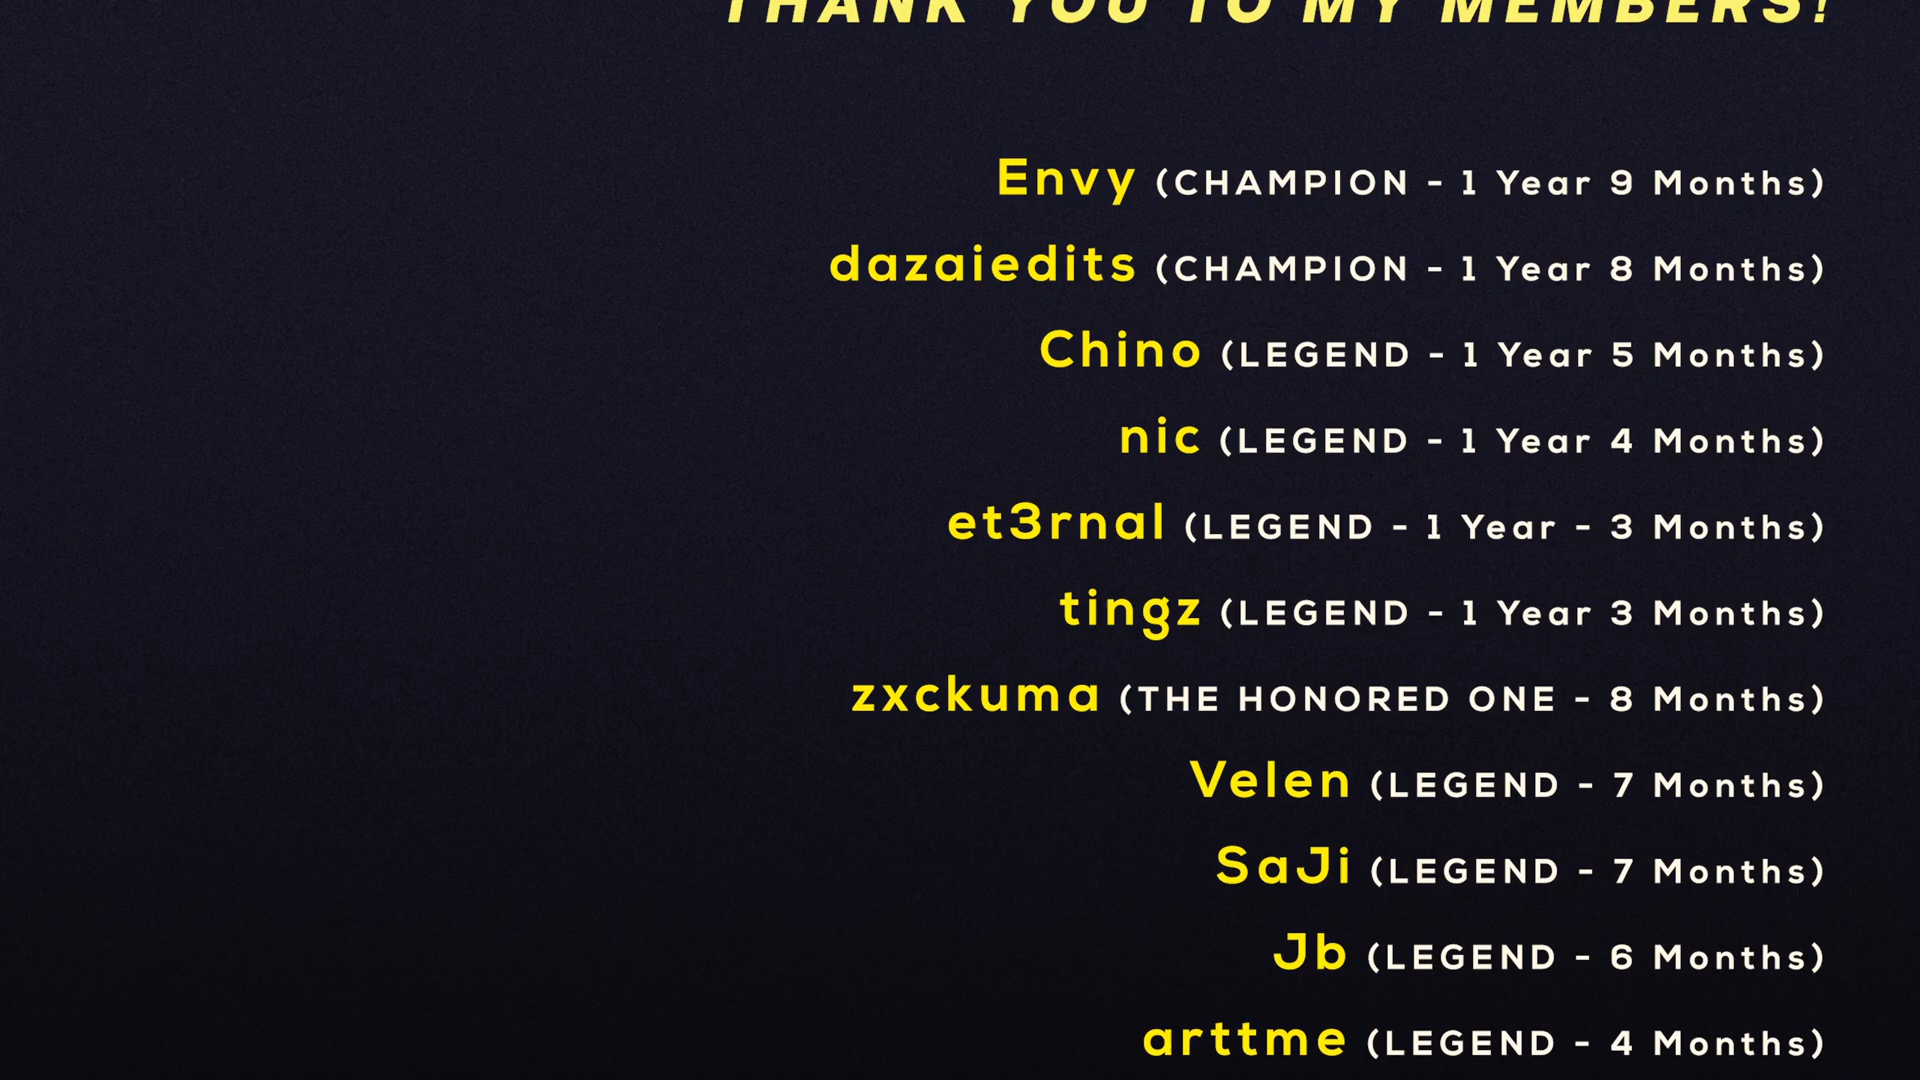 THANK YOU TO MY MEMBERS!
Envy (CHAMPION - 1 Year 9 Months)
dazaiedits (CHAMPION - 1 Year 8 Months)
Chino (LEGEND - 1 Year 5 Months)
nic (LEGEND - 1 Year 4 Months)
et3rnal (LEGEND - 1 Year - 3 Months)
tingz (LEGEND - 1 Year 3 Months)
zxckuma (THE HONORED ONE - 8 Months)
Velen (LEGEND - 7 Months)
SaJi (LEGEND - 7 Months)
Jb (LEGEND - 6 Months)
arttme (LEGEND - 4 Months)